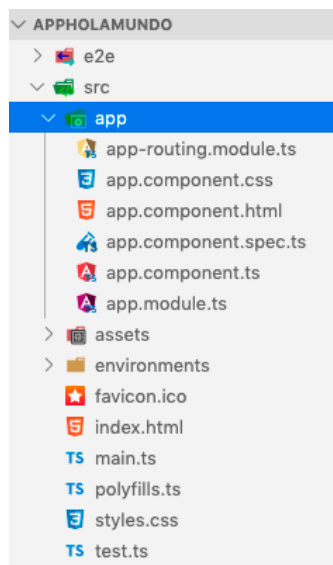 APPHOLAMUNDO
e2e
src
app
app-routing.module.ts
app.component.css
app.component.html
app.component.spec.ts
app.component.ts
app.module.ts
assets
environments
favicon.ico
index.html
TS main.ts
TS polyfills.ts
styles.css
TS test.ts